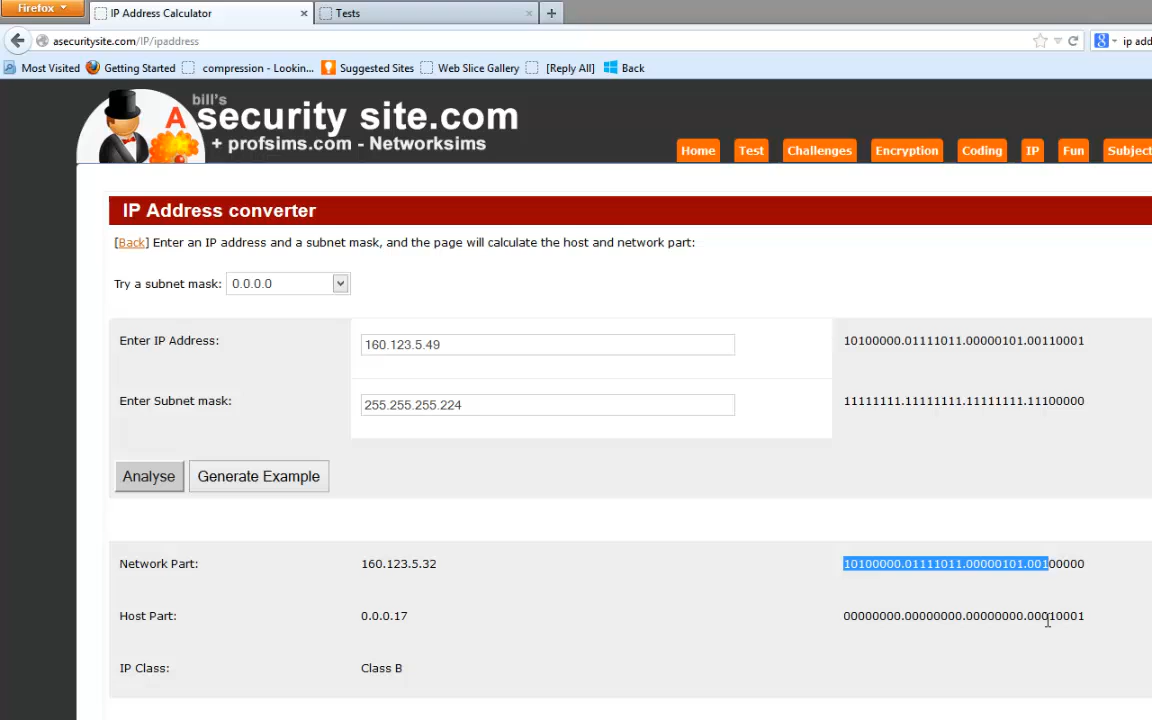 Firefox
IP Address Calculator
Tests
asecuritysite.com/IP/ipaddress
ip add
Most Visited
Getting Started
compression - Lookin...
Suggested Sites
Web Slice Gallery
[Reply All]
Back
bill's
A security site.com
+ profsims.com - Networksims
Home
Test
Challenges
Encryption
Coding
IP
Fun
Subject
IP Address converter
[Back] Enter an IP address and a subnet mask, and the page will calculate the host and network part:
Try a subnet mask: 0.0.0.0
Enter IP Address: 160.123.5.49 10100000.01111011.00000101.00110001
Enter Subnet mask: 255.255.255.224 11111111.11111111.11111111.11100000
Analyse Generate Example
Network Part: 160.123.5.32 10100000.01111011.00000101.00100000
Host Part: 0.0.0.17 00000000.00000000.00000000.00010001
IP Class: Class B